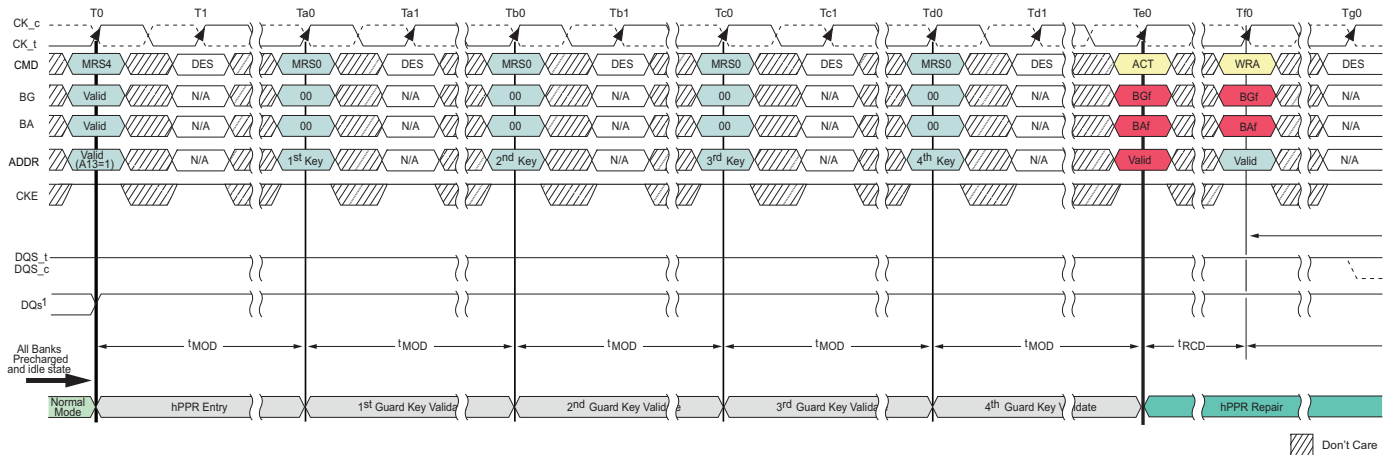 T0 T1 Ta0 Ta1 Tb0 Tb1 Tc0 Tc1 Td0 Td1 Te0 Tf0 Tg0
CK_c
CK_t
CMD MRS4 DES MRS0 DES MRS0 DES MRS0 DES MRS0 DES ACT WRA DES
BG Valid N/A 00 N/A 00 N/A 00 N/A 00 N/A BGf BGf N/A
BA Valid N/A 00 N/A 00 N/A 00 N/A 00 N/A BAf BAf N/A
ADDR Valid (A13=1) N/A 1st Key N/A 2nd Key N/A 3rd Key N/A 4th Key N/A Valid Valid N/A
CKE
DQS_t
DQS_c
DQs1
All Banks
Precharged
and idle state
tMOD tMOD tMOD tMOD tMOD tRCD
Normal
Mode
hPPR Entry 1st Guard Key Valida 2nd Guard Key Valid e 3rd Guard Key Valida 4th Guard Key V date hPPR Repair
Don't Care